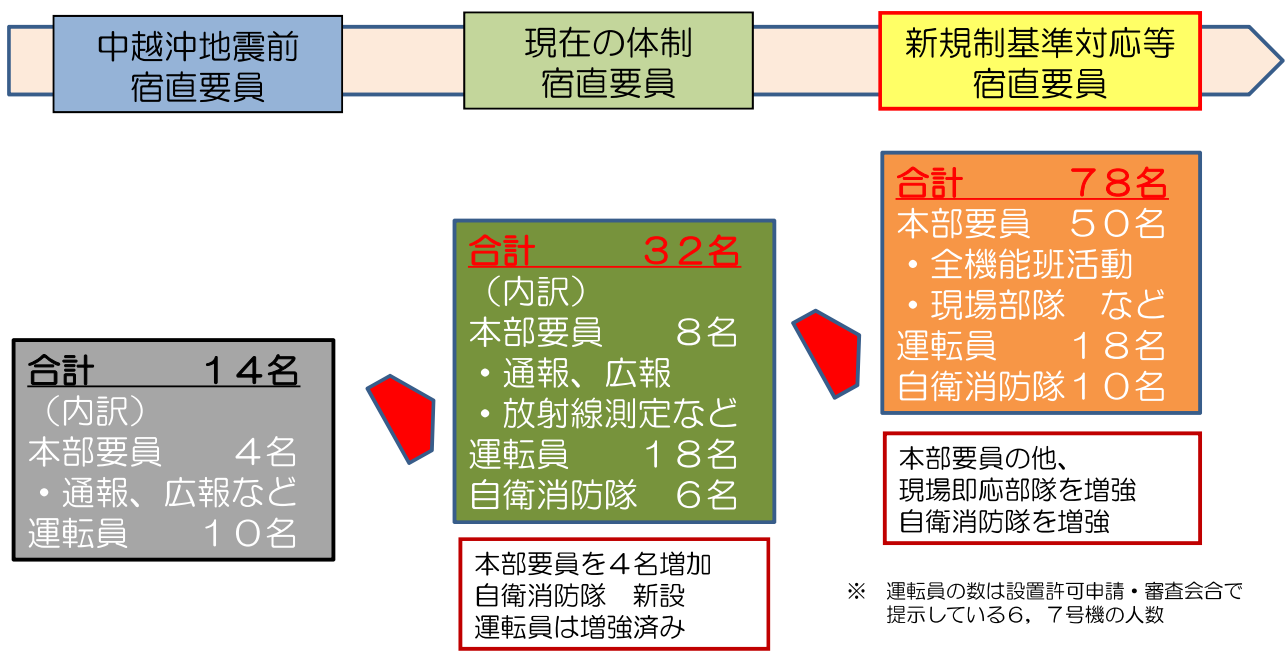 中越沖地震前
宿直要員
現在の体制
宿直要員
新規制基準対応等
宿直要員
合計　　　１４名
（内訳）
本部要員　　４名
・通報、広報など
運転員　　１０名
合計　　　３２名
（内訳）
本部要員　　８名
・通報、広報
・放射線測定など
運転員　　１８名
自衛消防隊　６名
本部要員を４名増加
自衛消防隊　新設
運転員は増強済み
合計　　　７８名
本部要員　５０名
・全機能班活動
・現場部隊　など
運転員　　１８名
自衛消防隊１０名
本部要員の他、
現場即応部隊を増強
自衛消防隊を増強
※　運転員の数は設置許可申請・審査会合で
提示している６，７号機の人数